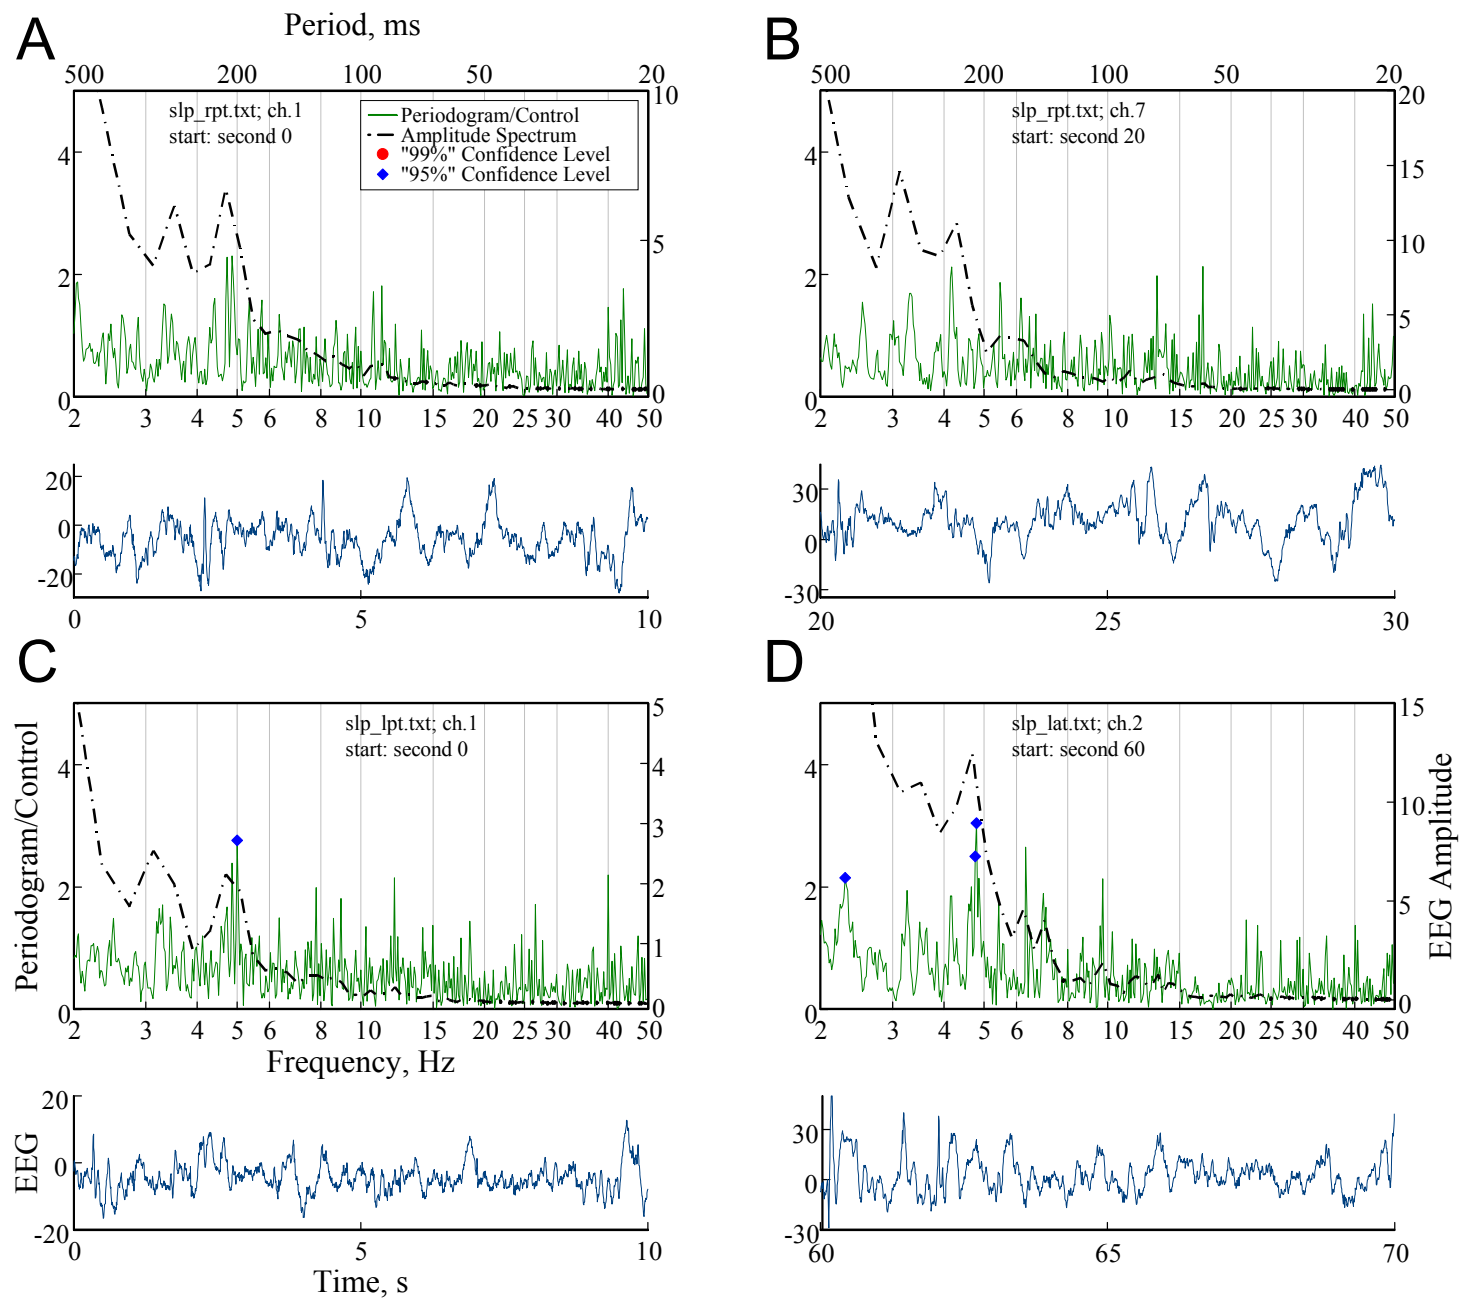 A
Period, ms
B
500 200 100 50 20
500 200 100 50 20
slp_rpt.txt; ch.1
start: second 0
Periodogram/Control
Amplitude Spectrum
"99%" Confidence Level
"95%" Confidence Level
4
2
0
10
5
0
2 3 4 5 6 8 10 15 20 25 30 40 50
slp_rpt.txt; ch.7
start: second 20
4
2
0
20
15
10
5
0
2 3 4 5 6 8 10 15 20 25 30 40 50
20
0
-20
0 5 10
30
0
-30
20 25 30
C
D
Periodogram/Control
slp_lpt.txt; ch.1
start: second 0
4
2
0
5
4
3
2
1
0
2 3 4 5 6 8 10 15 20 25 30 40 50
Frequency, Hz
slp_lat.txt; ch.2
start: second 60
4
2
0
15
10
5
0
EEG Amplitude
2 3 4 5 6 8 10 15 20 25 30 40 50
EEG
20
0
-20
0 5 10
Time, s
30
0
-30
60 65 70